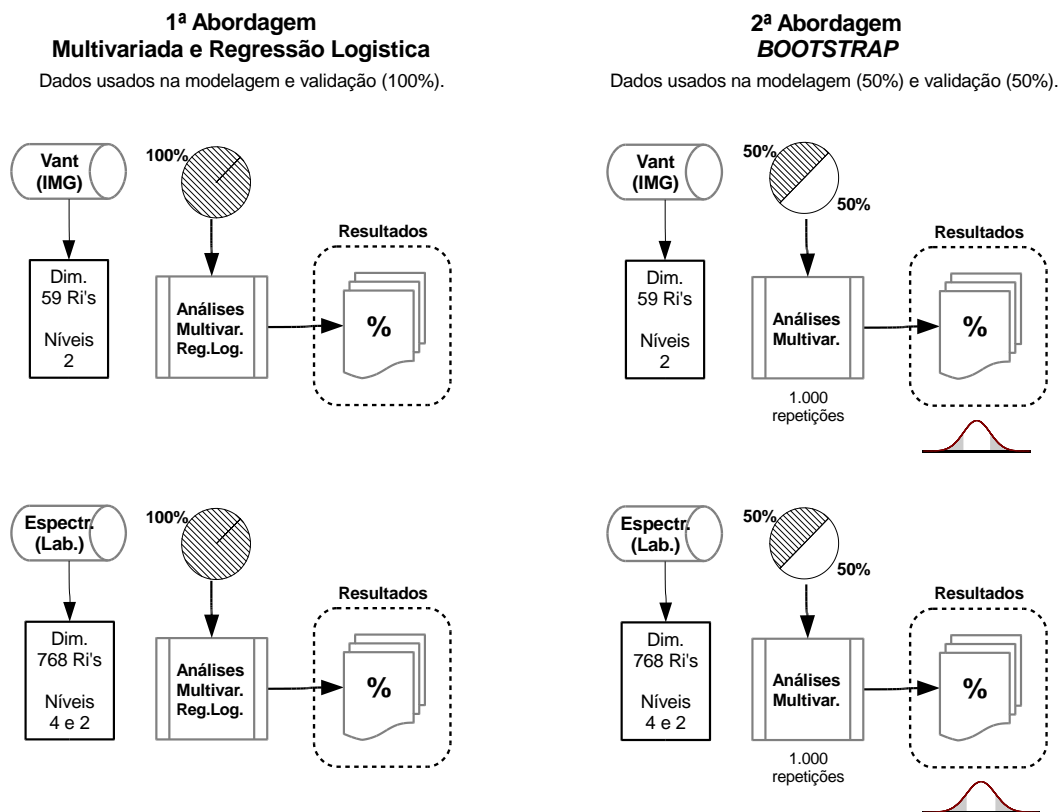 1ª Abordagem
Multivariada e Regressão Logistica
Dados usados na modelagem e validação (100%).
Vant
(IMG)
100%
Dim.
59 Ri's
Níveis
2
Análises
Multivar.
Reg.Log.
Resultados
%
Espectr.
(Lab.)
100%
Dim.
768 Ri's
Níveis
4 e 2
Análises
Multivar.
Reg.Log.
Resultados
%
2ª Abordagem
BOOTSTRAP
Dados usados na modelagem (50%) e validação (50%).
Vant
(IMG)
50%
50%
Dim.
59 Ri's
Níveis
2
Análises
Multivar.
1.000
repetições
Resultados
%
Espectr.
(Lab.)
50%
50%
Dim.
768 Ri's
Níveis
4 e 2
Análises
Multivar.
1.000
repetições
Resultados
%